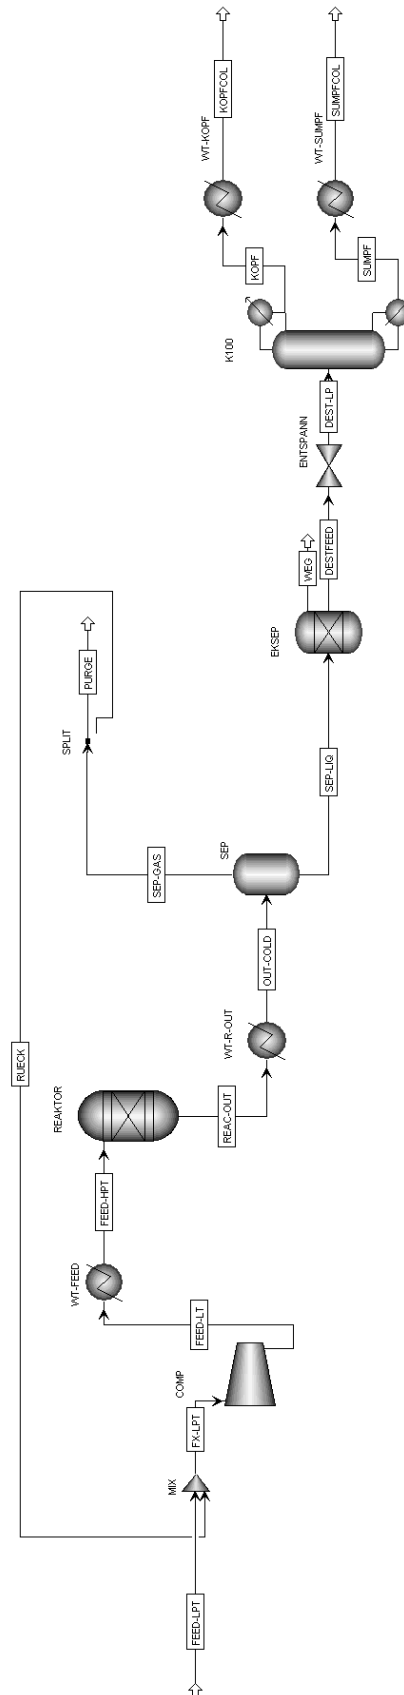 FEED-LPT
MIX
FX-LPT
COMP
FEED-LT
WT-FEED
FEED-HPT
REAKTOR
REAC-OUT
WT-R-OUT
OUT-COLD
SEP
SEP-GAS
SEP-LIQ
SPLIT
PURGE
RUECK
EKSEP
WEG
DESTFEED
ENTSPANN
DEST-LP
K100
KOPF
WT-KOPF
KOPFCOL
SUMPF
WT-SUMPF
SUMPFCOL